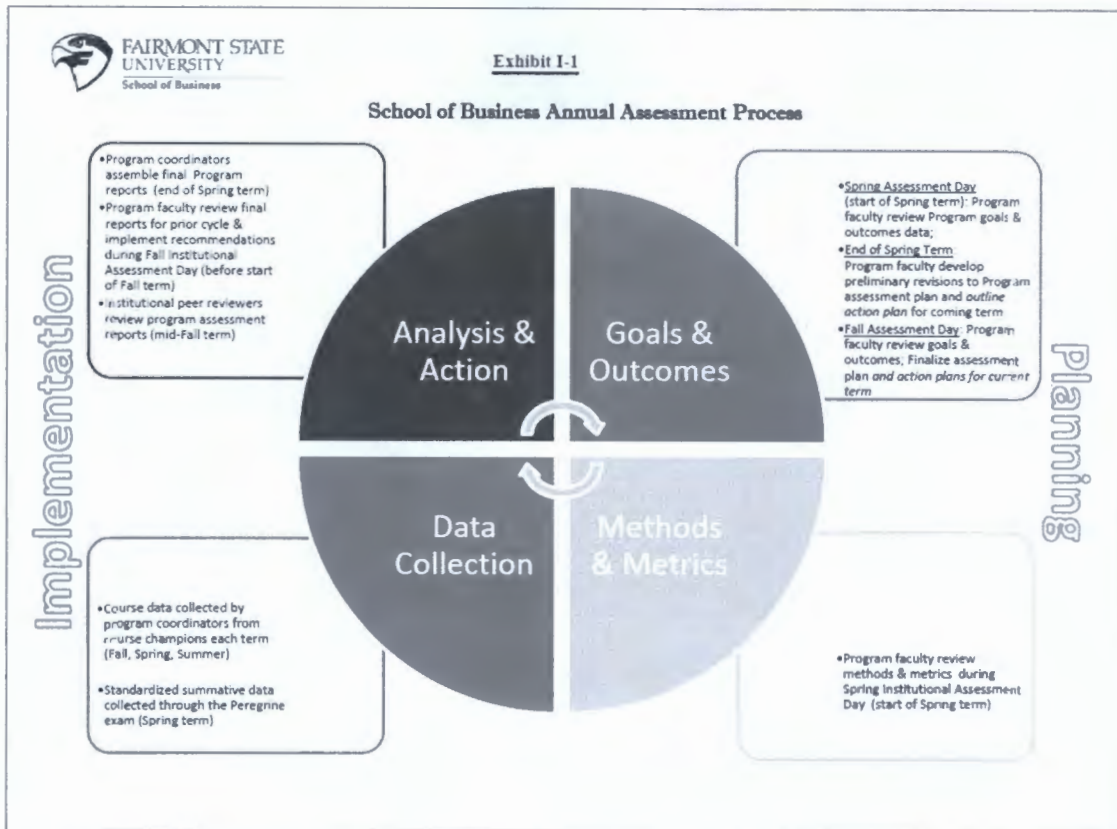 FAIRMONT STATE
UNIVERSITY
School of Business
Exhibit I-1
School of Business Annual Assessment Process
Implementation
•Program coordinators
assemble final Program
reports (end of Spring term)
•Program faculty review final
reports for prior cycle &
implement recommendations
during Fall Institutional
Assessment Day (before start
of Fall term)
•Institutional peer reviewers
review program assessment
reports (mid-Fall term)
Analysis &
Action
Goals &
Outcomes
•Spring Assessment Day
(start of Spring term): Program
faculty review Program goals &
outcomes data;
•End of Spring Term
Program faculty develop
preliminary revisions to Program
assessment plan and outline
action plan for coming term
•Fall Assessment Day: Program
faculty review goals &
outcomes; Finalize assessment
plan and action plans for current
term
Planning
Data
Collection
Methods
& Metrics
•Course data collected by
program coordinators from
course champions each term
(Fall, Spring, Summer)
•Standardized summative data
collected through the Peregrine
exam (Spring term)
•Program faculty review
methods & metrics during
Spring Institutional Assessment
Day (start of Spring term)